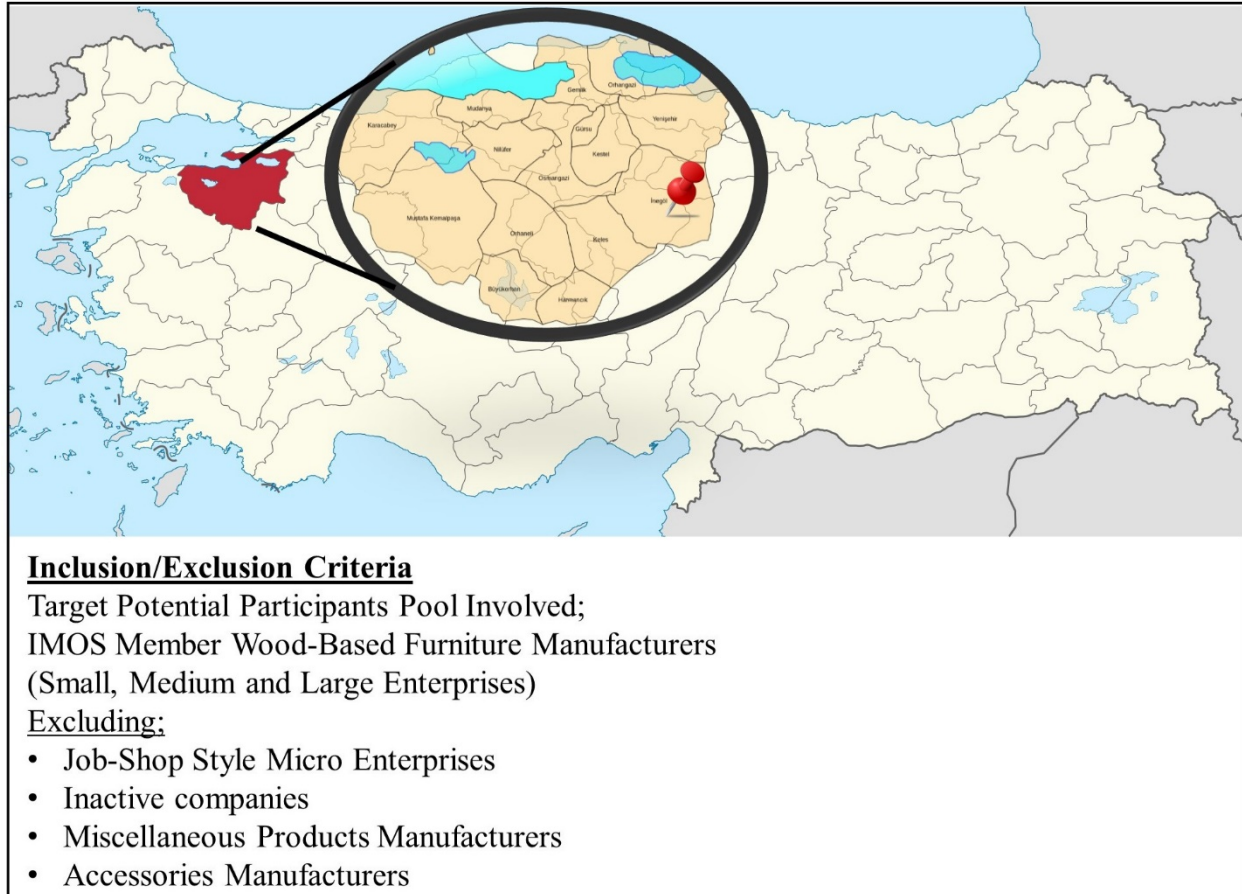 Gemlik
Orhangazi
Mudanya
Karacabey
Yenişehir
Gürsu
Nilüfer
Kestel
Osmangazi
İnegöl
Mustafa Kemalpaşa
Orhaneli
Keles
Büyükorhan
Harmancık
Inclusion/Exclusion Criteria
Target Potential Participants Pool Involved;
IMOS Member Wood-Based Furniture Manufacturers
(Small, Medium and Large Enterprises)
Excluding;
• Job-Shop Style Micro Enterprises
• Inactive companies
• Miscellaneous Products Manufacturers
• Accessories Manufacturers